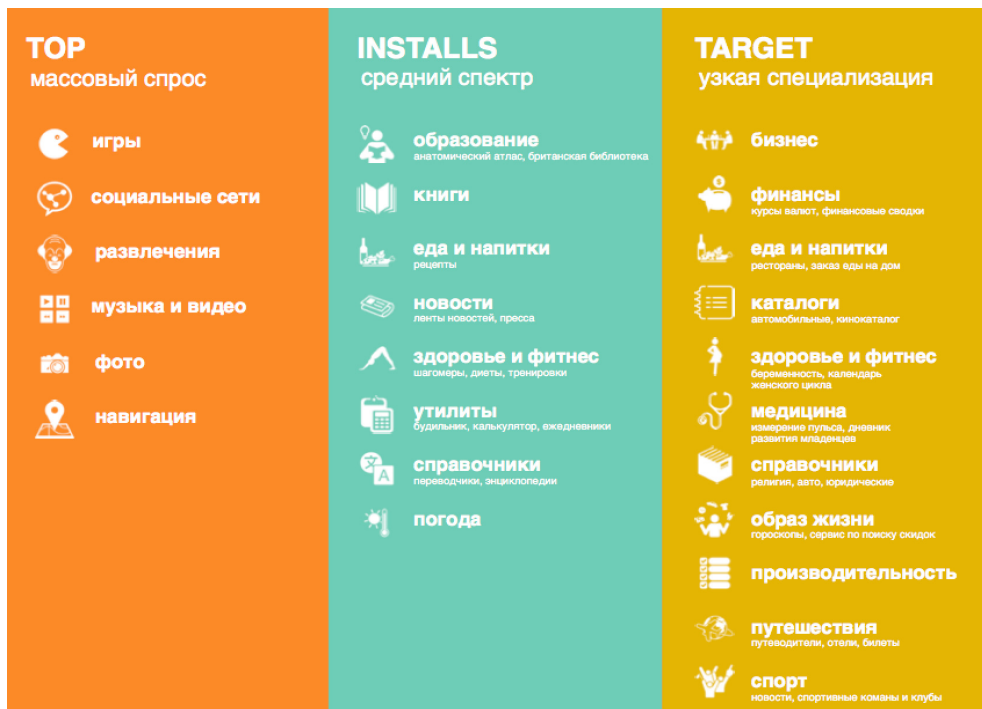 TOP
массовый спрос
игры
социальные сети
развлечения
музыка и видео
фото
навигация
INSTALLS
средний спектр
образование
анатомический атлас, британская библиотека
книги
еда и напитки
рецепты
новости
ленты новостей, пресса
здоровье и фитнес
шагомеры, диеты, тренировки
утилиты
будильник, калькулятор, ежедневники
справочники
переводчики, энциклопедии
погода
TARGET
узкая специализация
бизнес
финансы
курсы валют, финансовые сводки
еда и напитки
рестораны, заказ еды на дом
каталоги
автомобильные, кинокаталог
здоровье и фитнес
беременность, календарь
женского цикла
медицина
измерение пульса, дневник
развития младенцев
справочники
религия, авто, юридические
образ жизни
гороскопы, сервис по поиску скидок
производительность
путешествия
путеводители, отели, билеты
спорт
новости, спортивные команы и клубы